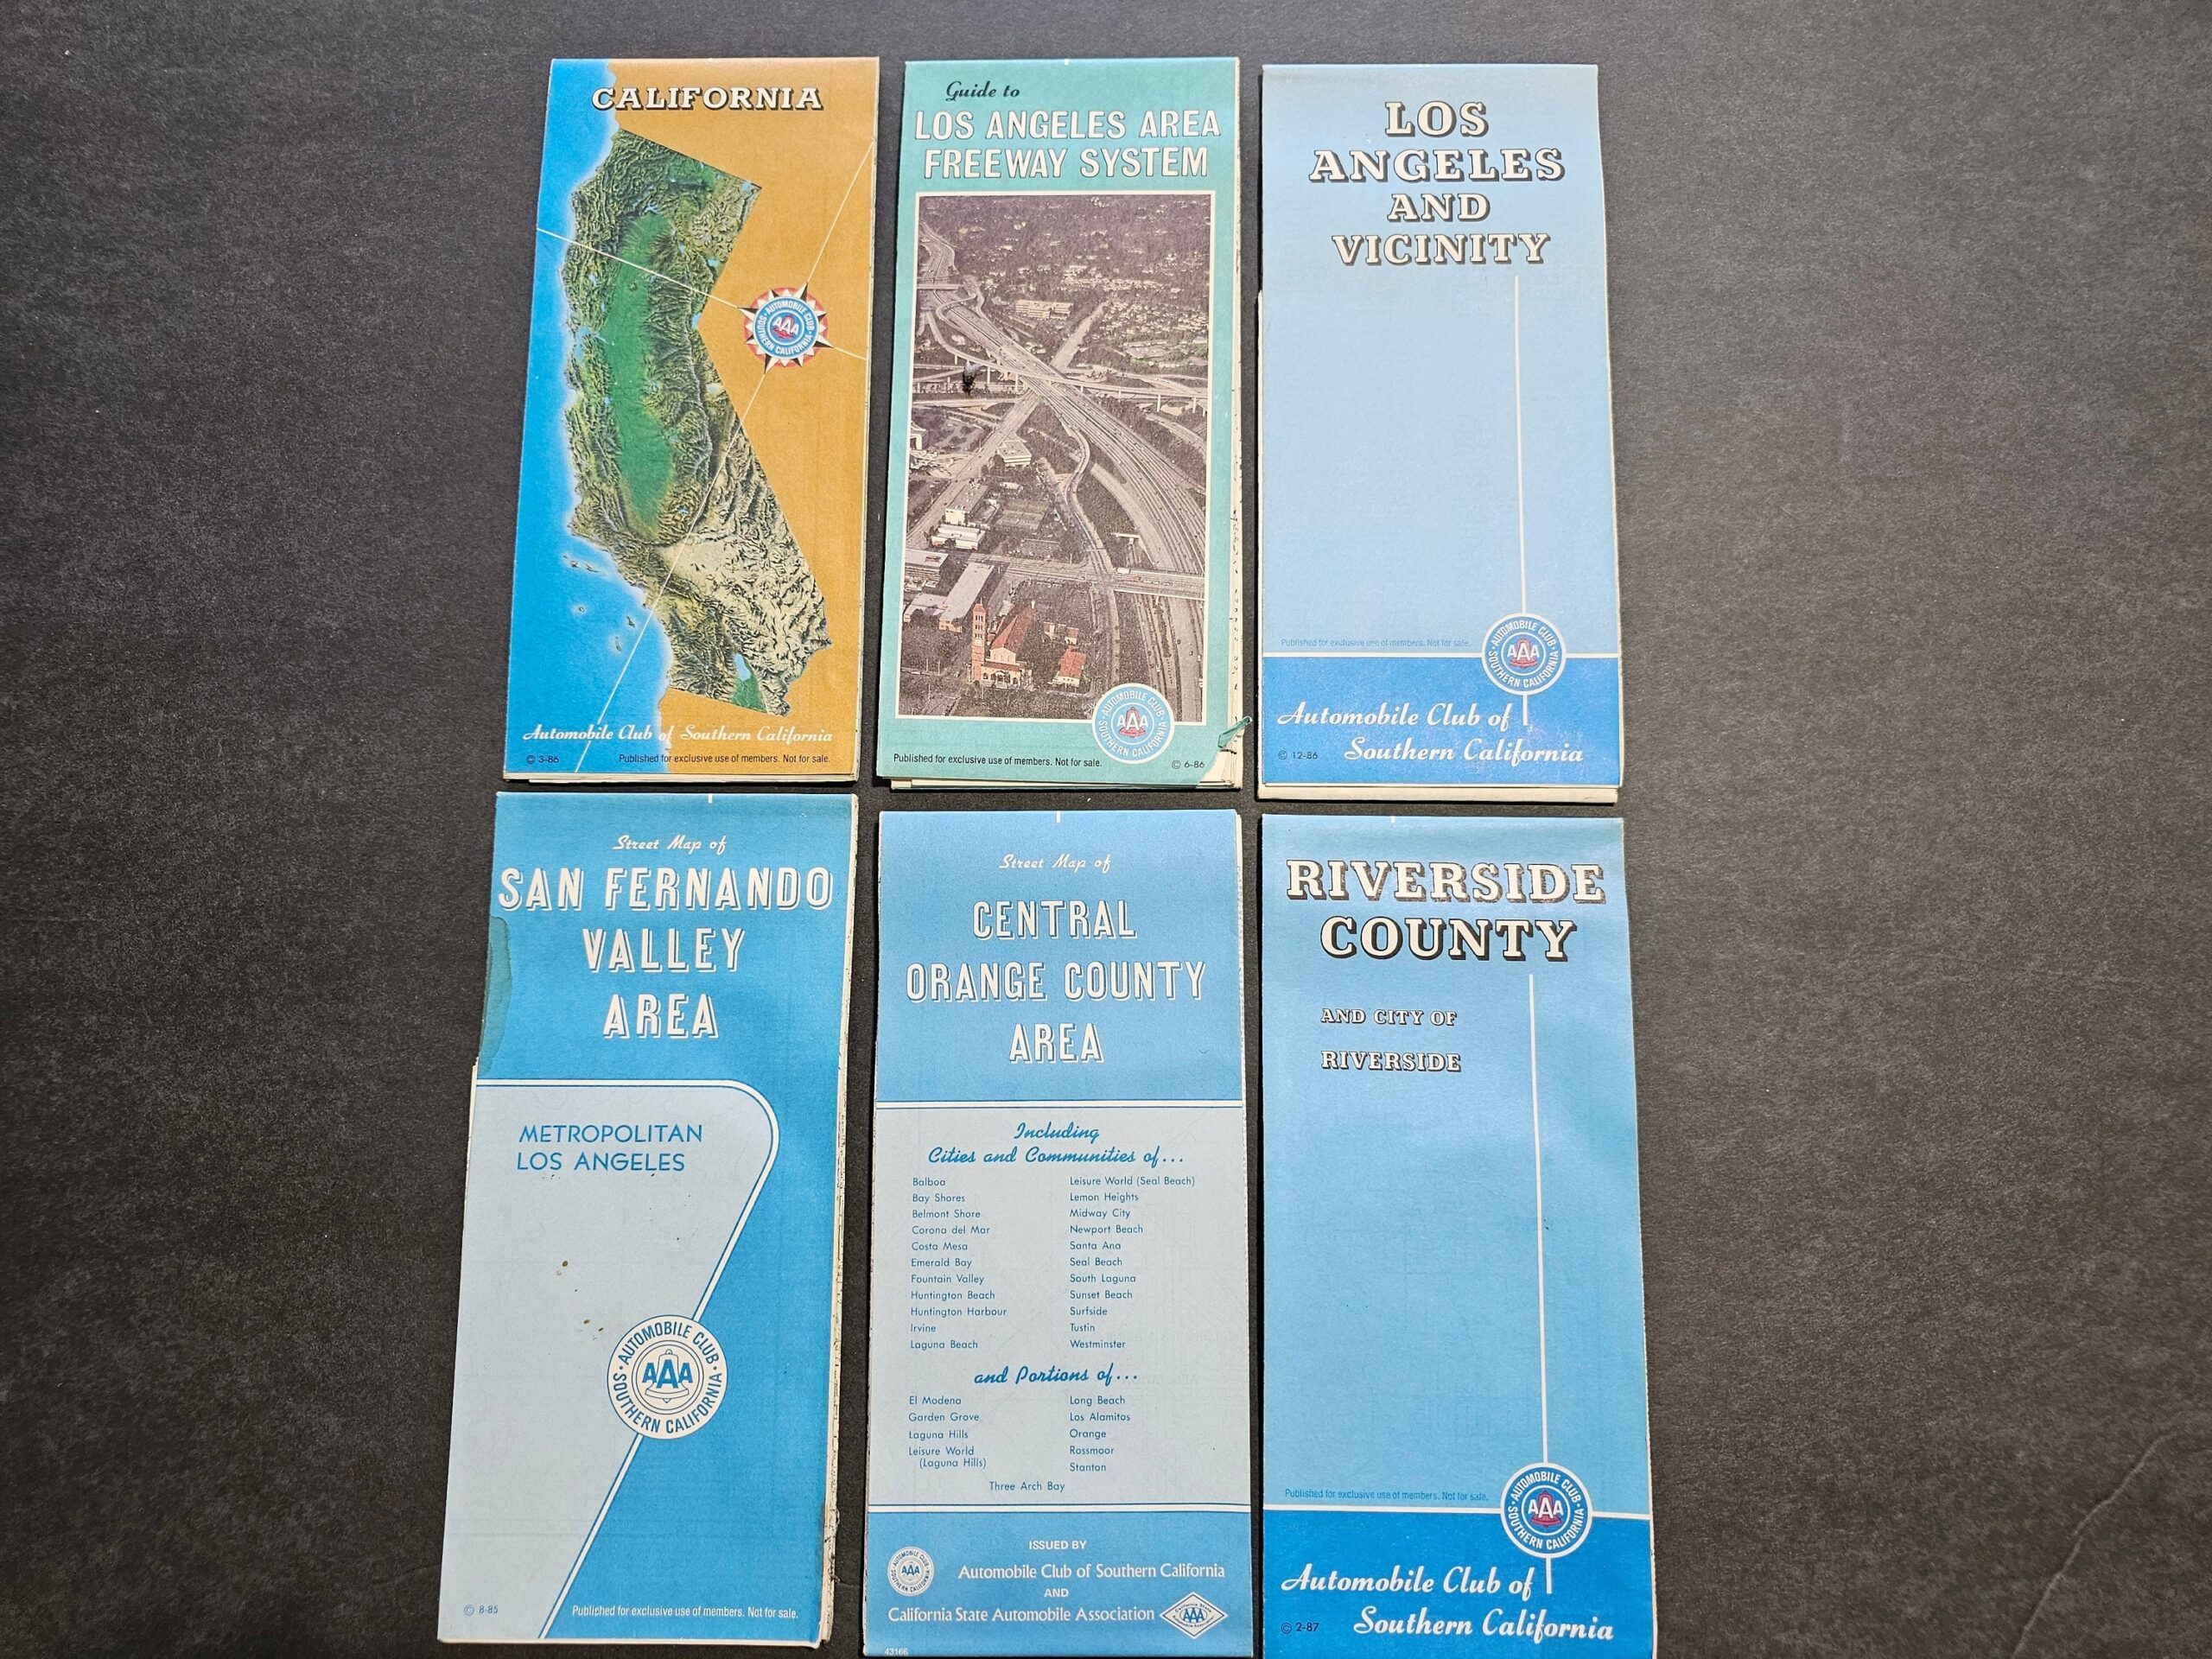 CALIFORNIA
AUTOMOBILE CLUB
AAA
SOUTHERN CALIFORNIA
Automobile Club of Southern California
© 3-86
Published for exclusive use of members. Not for sale.
Guide to
LOS ANGELES AREA
FREEWAY SYSTEM
AUTOMOBILE CLUB
AAA
SOUTHERN CALIFORNIA
Published for exclusive use of members. Not for sale.
© 6-86
LOS
ANGELES
AND
VICINITY
Published for exclusive use of members. Not for sale.
AUTOMOBILE CLUB
AAA
SOUTHERN CALIFORNIA
Automobile Club of
Southern California
© 12-86
Street Map of
SAN FERNANDO
VALLEY
AREA
METROPOLITAN
LOS ANGELES
AUTOMOBILE CLUB
AAA
SOUTHERN CALIFORNIA
© 8-85
Published for exclusive use of members. Not for sale.
Street Map of
CENTRAL
ORANGE COUNTY
AREA
Including
Cities and Communities of...
Balboa
Bay Shores
Belmont Shore
Corona del Mar
Costa Mesa
Emerald Bay
Fountain Valley
Huntington Beach
Huntington Harbour
Irvine
Laguna Beach
Leisure World (Seal Beach)
Lemon Heights
Midway City
Newport Beach
Santa Ana
Seal Beach
South Laguna
Sunset Beach
Surfside
Tustin
Westminster
and Portions of...
El Modena
Garden Grove
Laguna Hills
Leisure World
(Laguna Hills)
Long Beach
Los Alamitos
Orange
Rossmoor
Stanton
Three Arch Bay
ISSUED BY
AUTOMOBILE CLUB
AAA
SOUTHERN CALIFORNIA
Automobile Club of Southern California
AND
California State Automobile Association
AAA
43166
RIVERSIDE
COUNTY
AND CITY OF
RIVERSIDE
Published for exclusive use of members. Not for sale.
AUTOMOBILE CLUB
AAA
SOUTHERN CALIFORNIA
Automobile Club of
Southern California
© 2-87